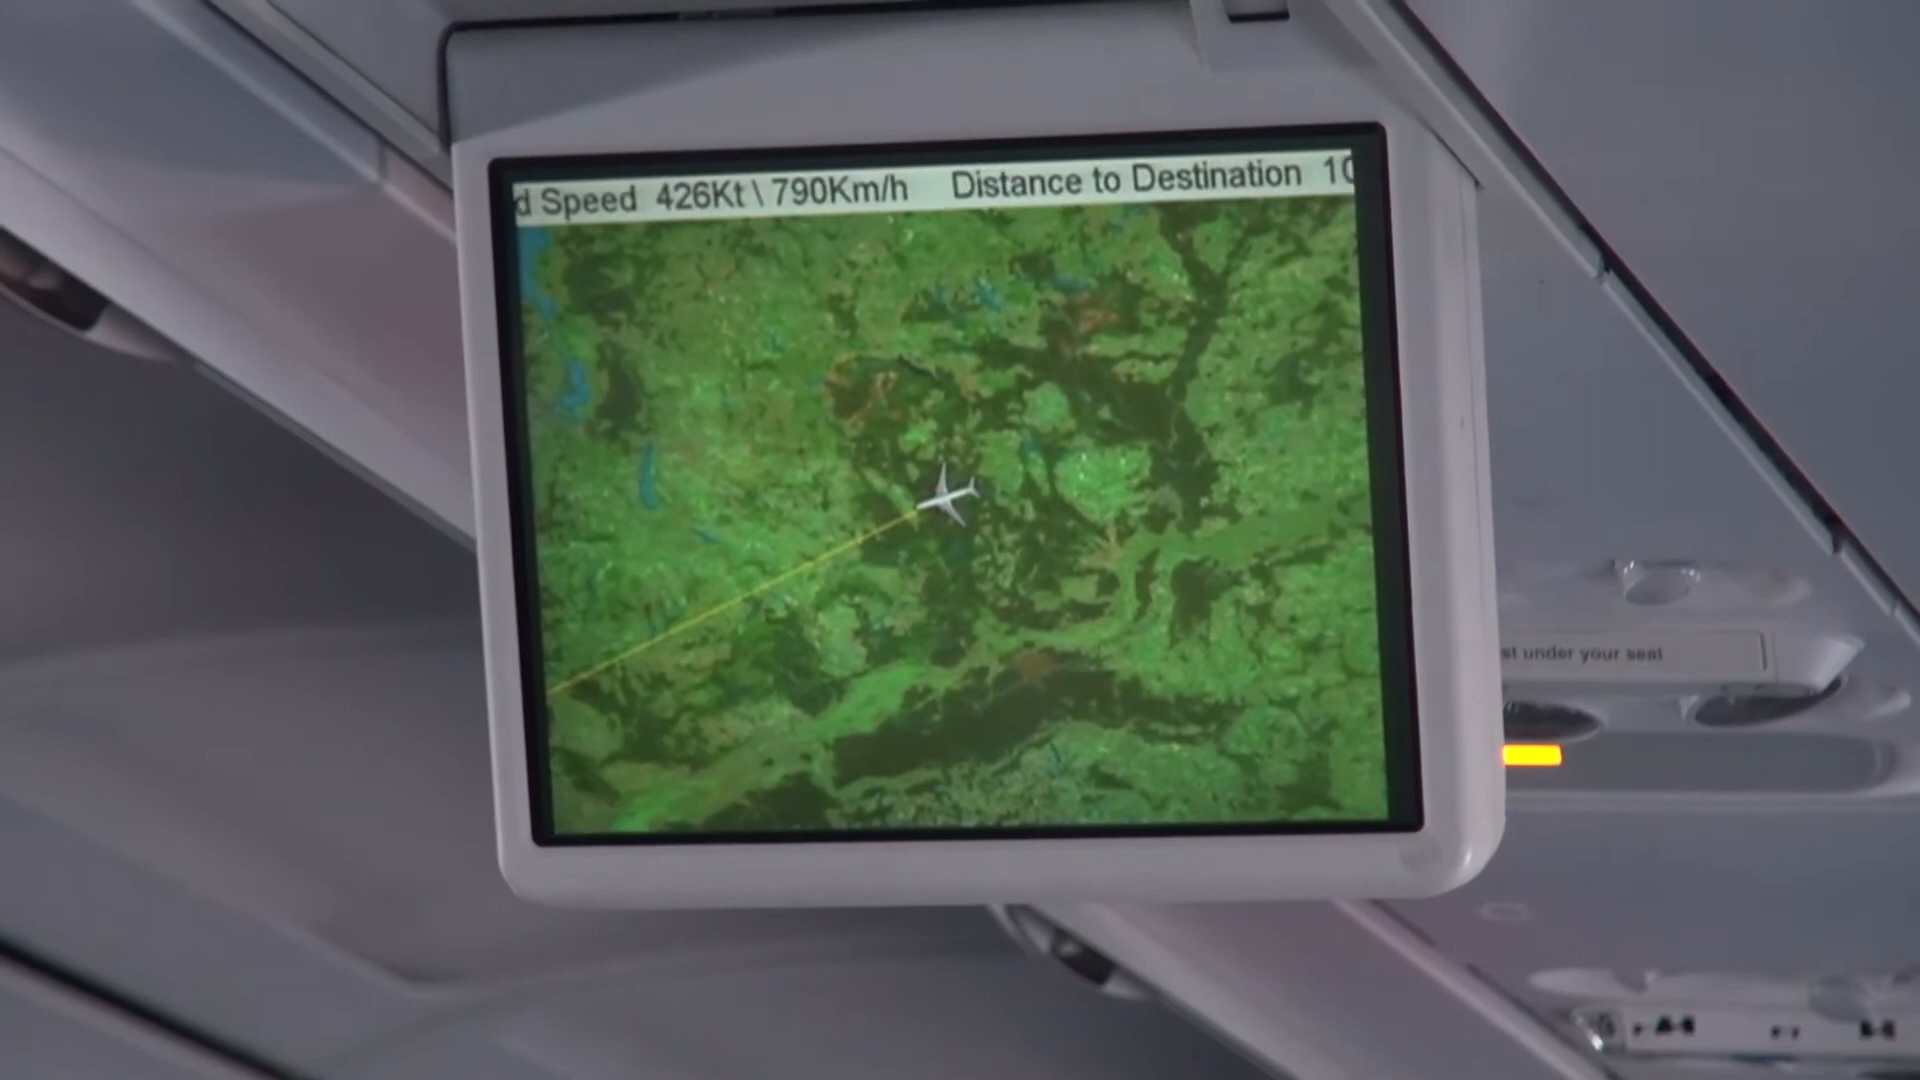 d Speed 426Kt \ 790Km/h Distance to Destination 10
st under your seat